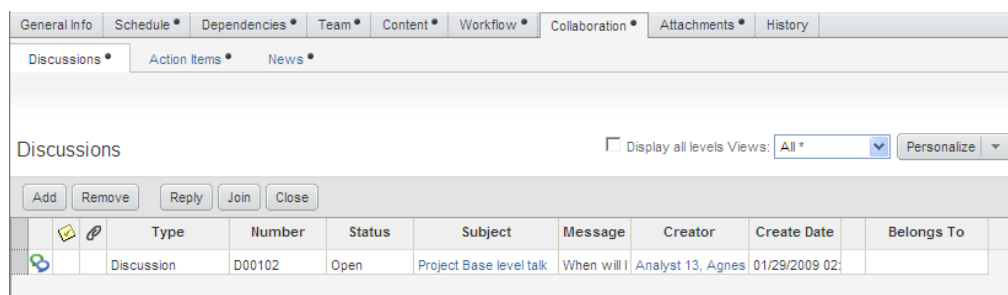 General Info Schedule Dependencies Team Content Workflow Collaboration Attachments History
Discussions Action Items News
Discussions Display all levels Views: All * Personalize
Add Remove Reply Join Close
Type Number Status Subject Message Creator Create Date Belongs To
Discussion D00102 Open Project Base level talk When will I Analyst 13, Agnes 01/29/2009 02: